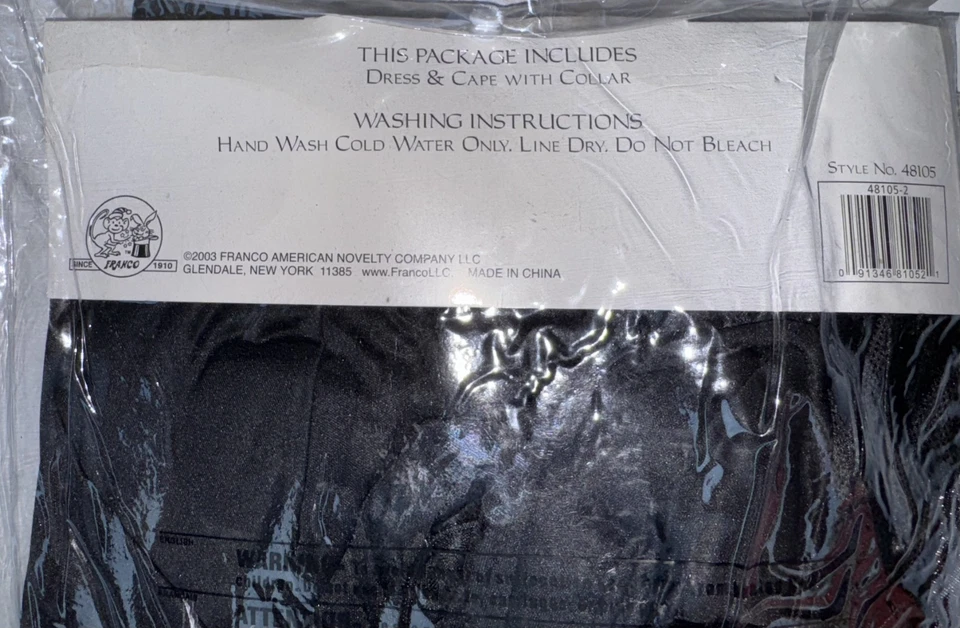 THIS PACKAGE INCLUDES
DRESS & CAPE WITH COLLAR
WASHING INSTRUCTIONS
HAND WASH COLD WATER ONLY. LINE DRY. DO NOT BLEACH
STYLE NO. 48105
48105-2
0 91346 81052 1
SINCE 1910
FRANCO
©2003 FRANCO AMERICAN NOVELTY COMPANY LLC
GLENDALE, NEW YORK 11385 www.FrancoLLC. MADE IN CHINA
ENGLISH
WARNING